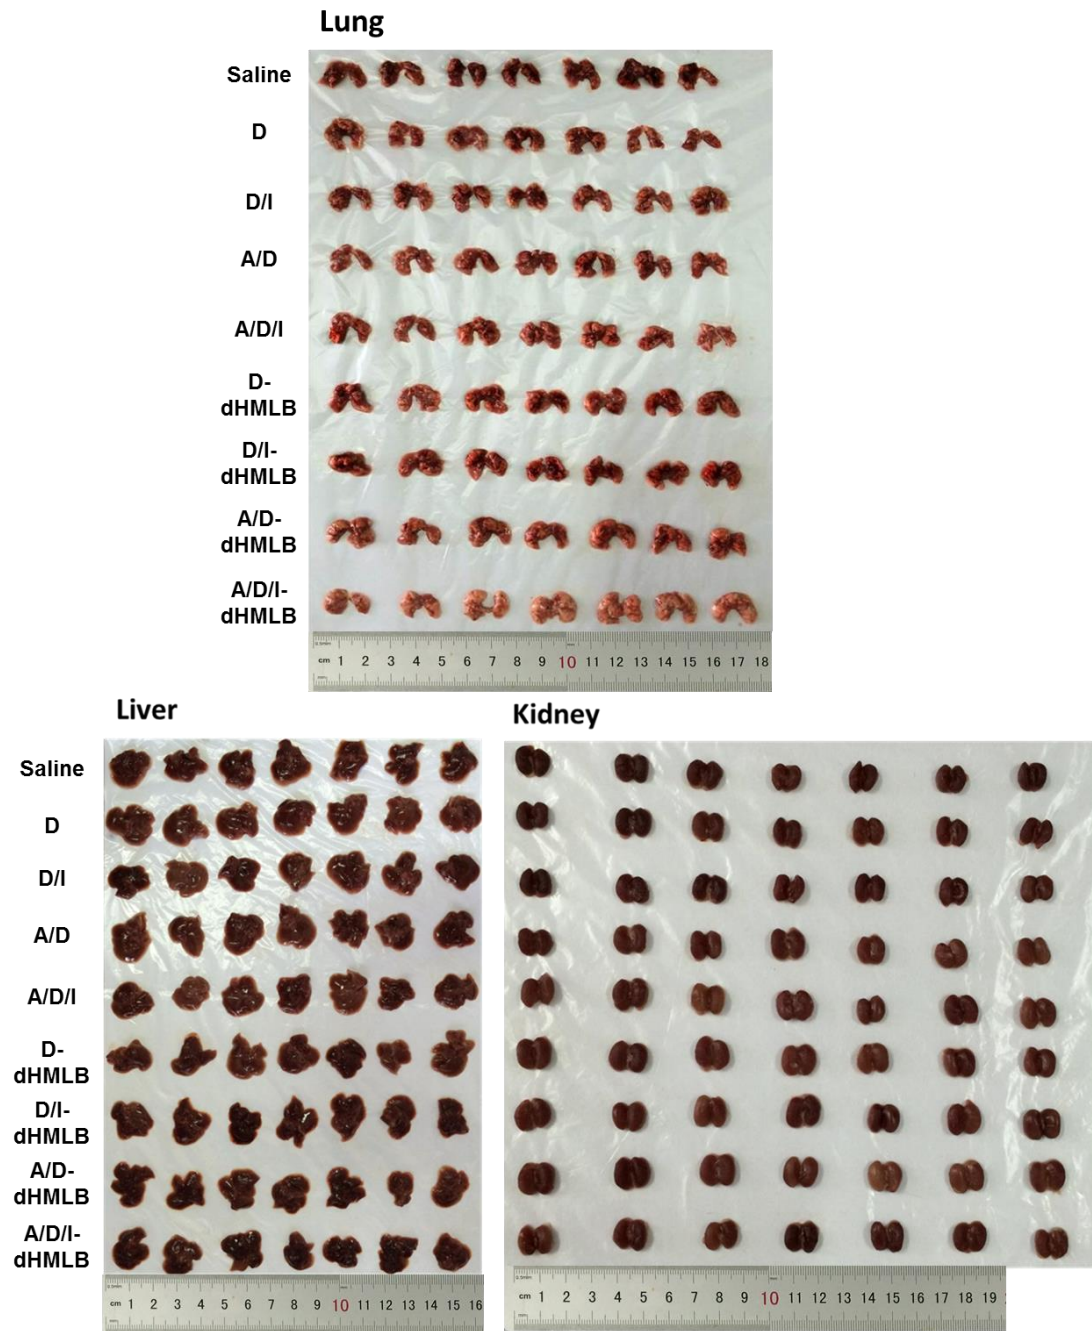 Lung
Saline
D
D/I
A/D
A/D/I
D-
dHMLB
D/I-
dHMLB
A/D-
dHMLB
A/D/I-
dHMLB
cm 1 2 3 4 5 6 7 8 9 10 11 12 13 14 15 16 17 18
Liver
Saline
D
D/I
A/D
A/D/I
D-
dHMLB
D/I-
dHMLB
A/D-
dHMLB
A/D/I-
dHMLB
cm 1 2 3 4 5 6 7 8 9 10 11 12 13 14 15 16
Kidney
cm 1 2 3 4 5 6 7 8 9 10 11 12 13 14 15 16 17 18 19